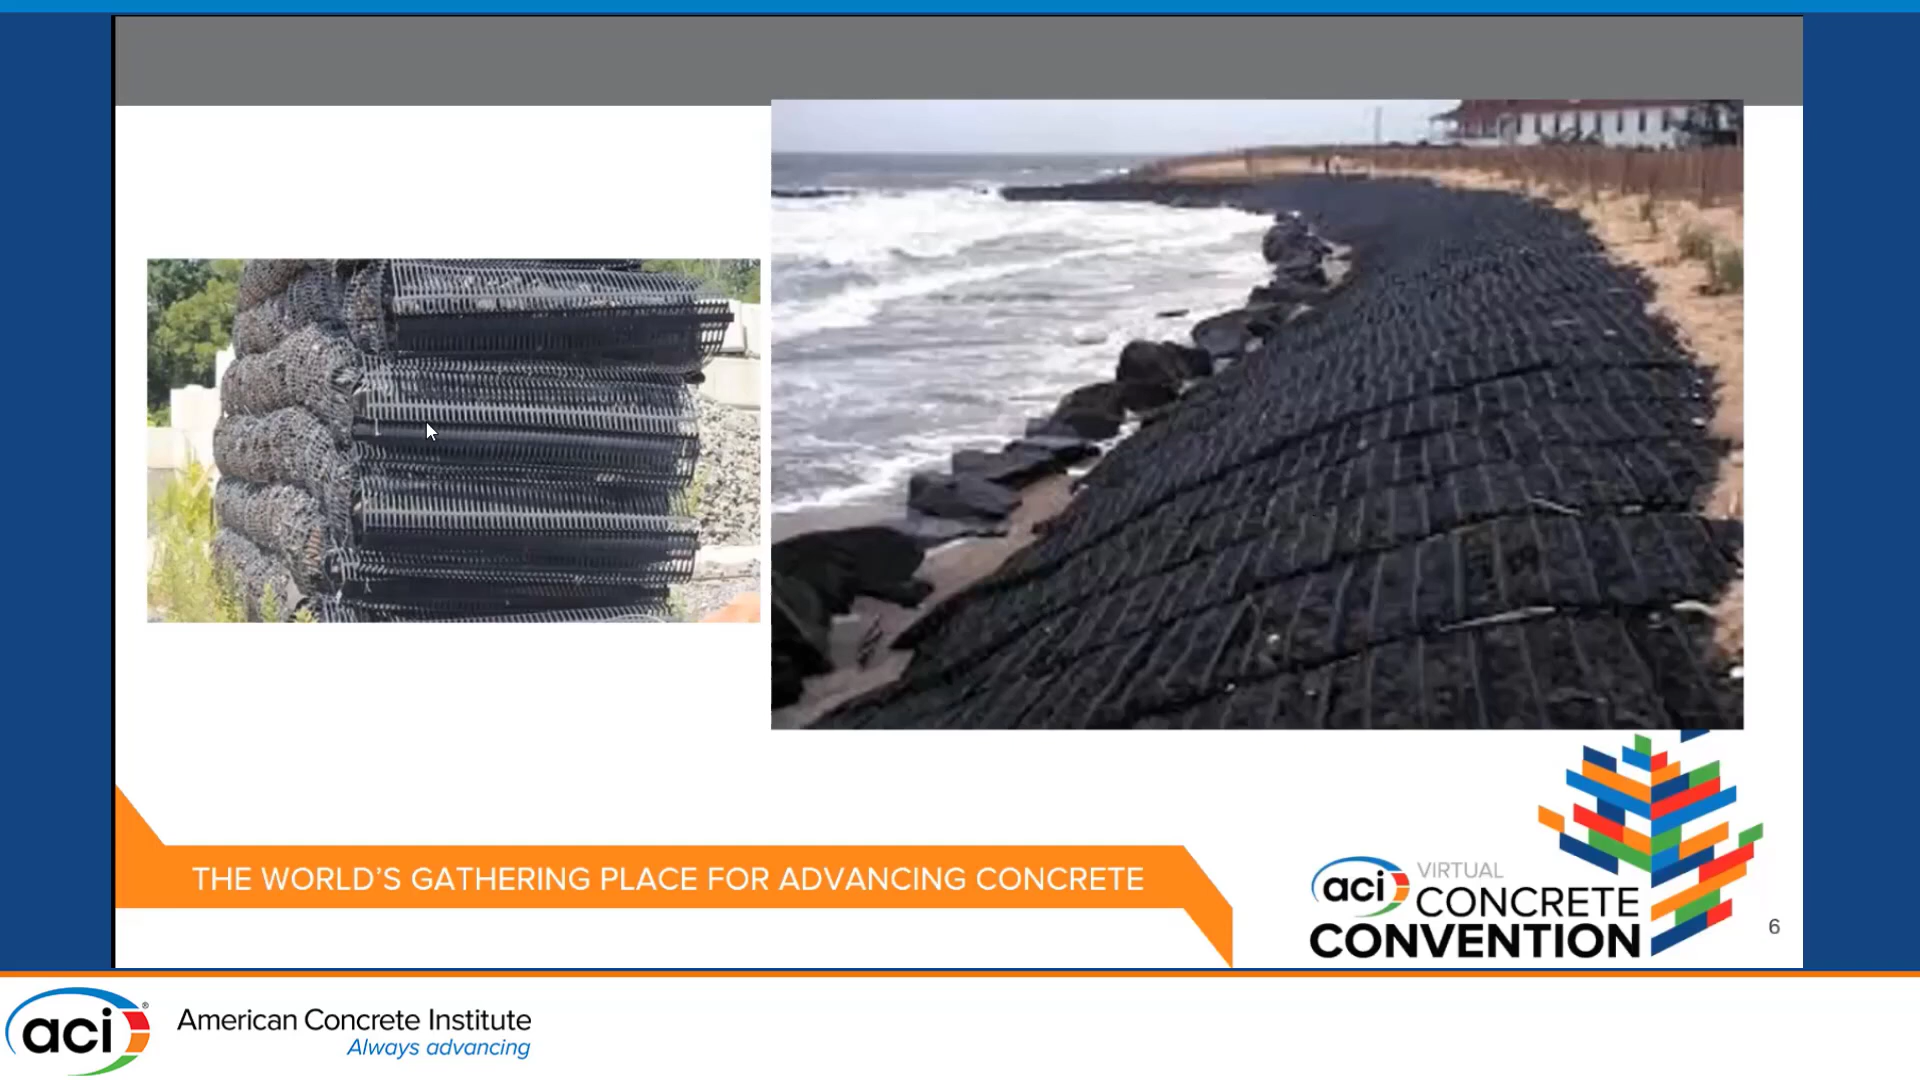 THE WORLD'S GATHERING PLACE FOR ADVANCING CONCRETE
aci VIRTUAL
CONCRETE
CONVENTION
6
aci® American Concrete Institute
Always advancing